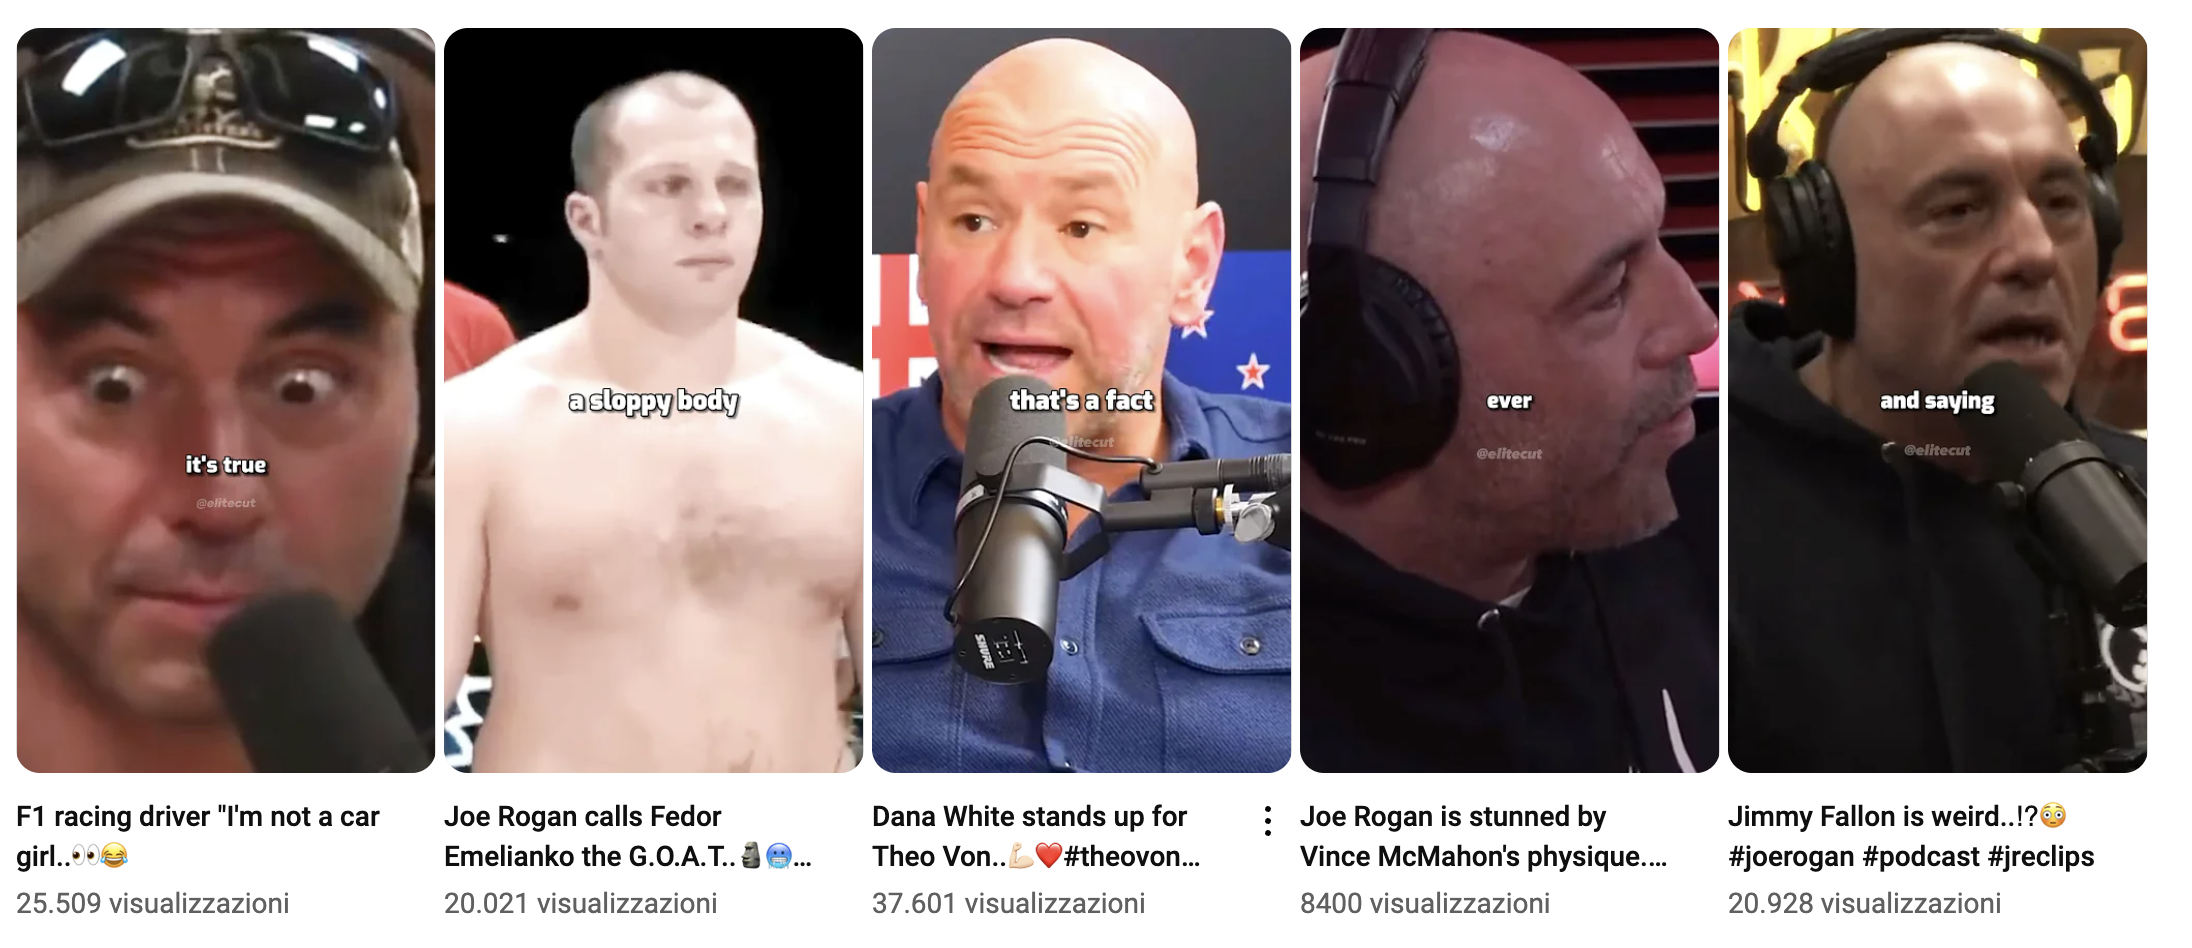 it's true
@elitecut
a sloppy body
that's a fact
@elitecut
SHURE
ever
@elitecut
and saying
@elitecut
F1 racing driver "I'm not a car
girl..👀😂
25.509 visualizzazioni
Joe Rogan calls Fedor
Emelianko the G.O.A.T..🗿🥶...
20.021 visualizzazioni
Dana White stands up for
Theo Von..💪🏻❤️#theovon...
37.601 visualizzazioni
Joe Rogan is stunned by
Vince McMahon's physique....
8400 visualizzazioni
Jimmy Fallon is weird..!?😳
#joerogan #podcast #jreclips
20.928 visualizzazioni